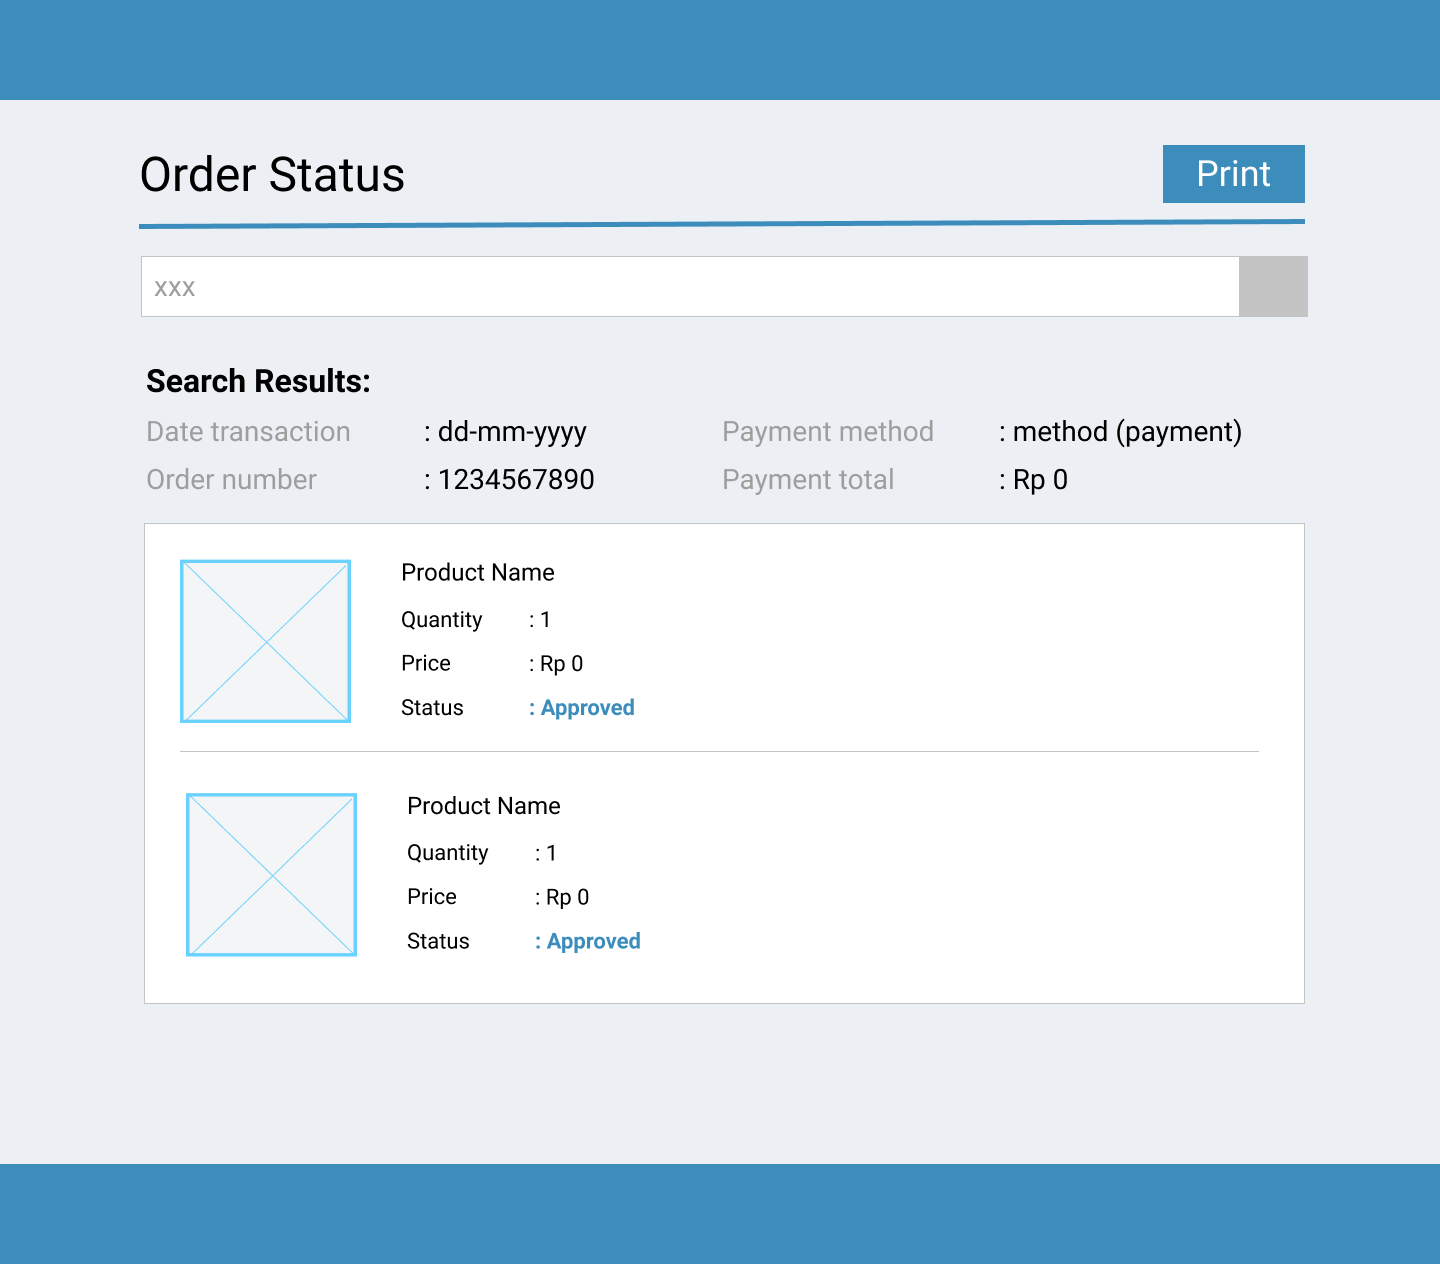 Order Status
Print
xxx
Search Results:
Date transaction : dd-mm-yyyy Payment method : method (payment)
Order number : 1234567890 Payment total : Rp 0
Product Name
Quantity : 1
Price : Rp 0
Status : Approved
Product Name
Quantity : 1
Price : Rp 0
Status : Approved